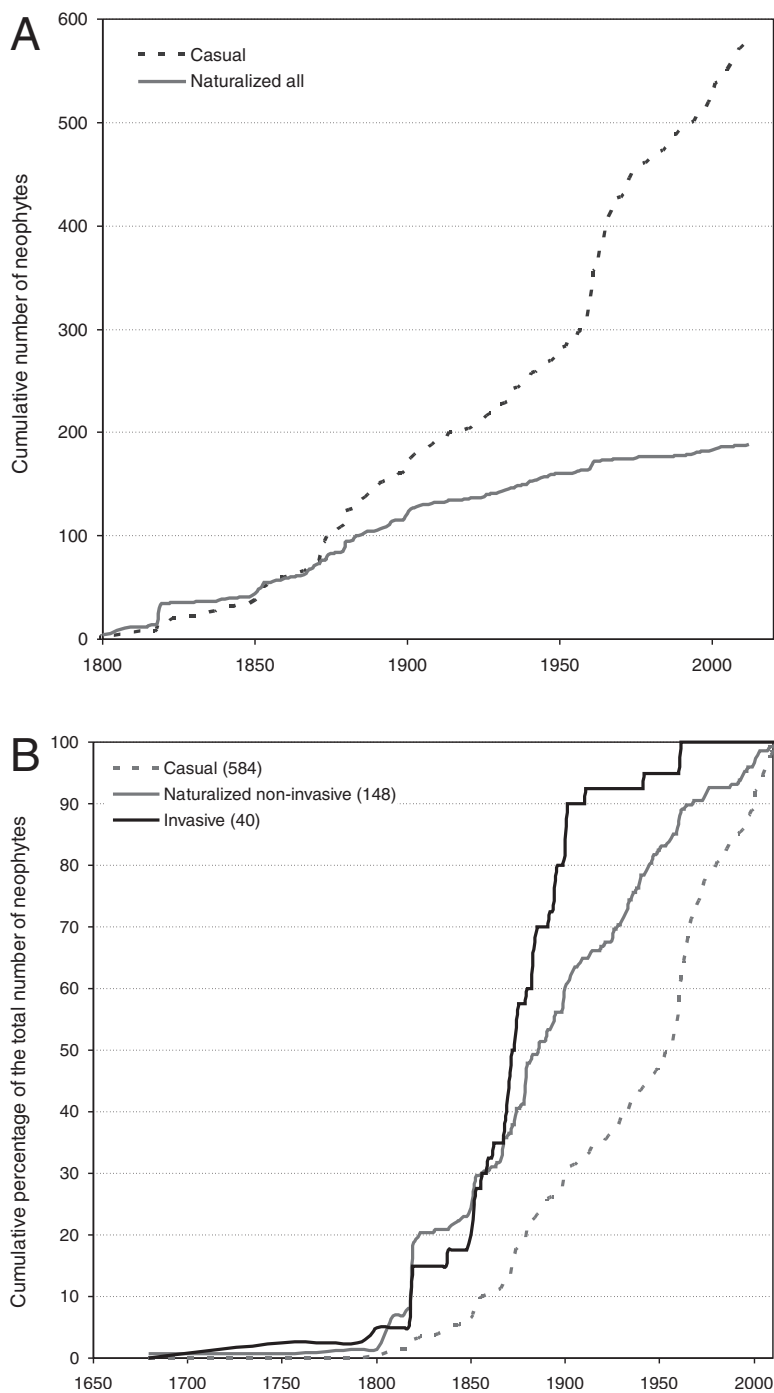 A
600
500
400
300
200
100
0
Cumulative number of neophytes
Casual
Naturalized all
1800 1850 1900 1950 2000
B
100
90
80
70
60
50
40
30
20
10
0
Cumulative percentage of the total number of neophytes
Casual (584)
Naturalized non-invasive (148)
Invasive (40)
1650 1700 1750 1800 1850 1900 1950 2000